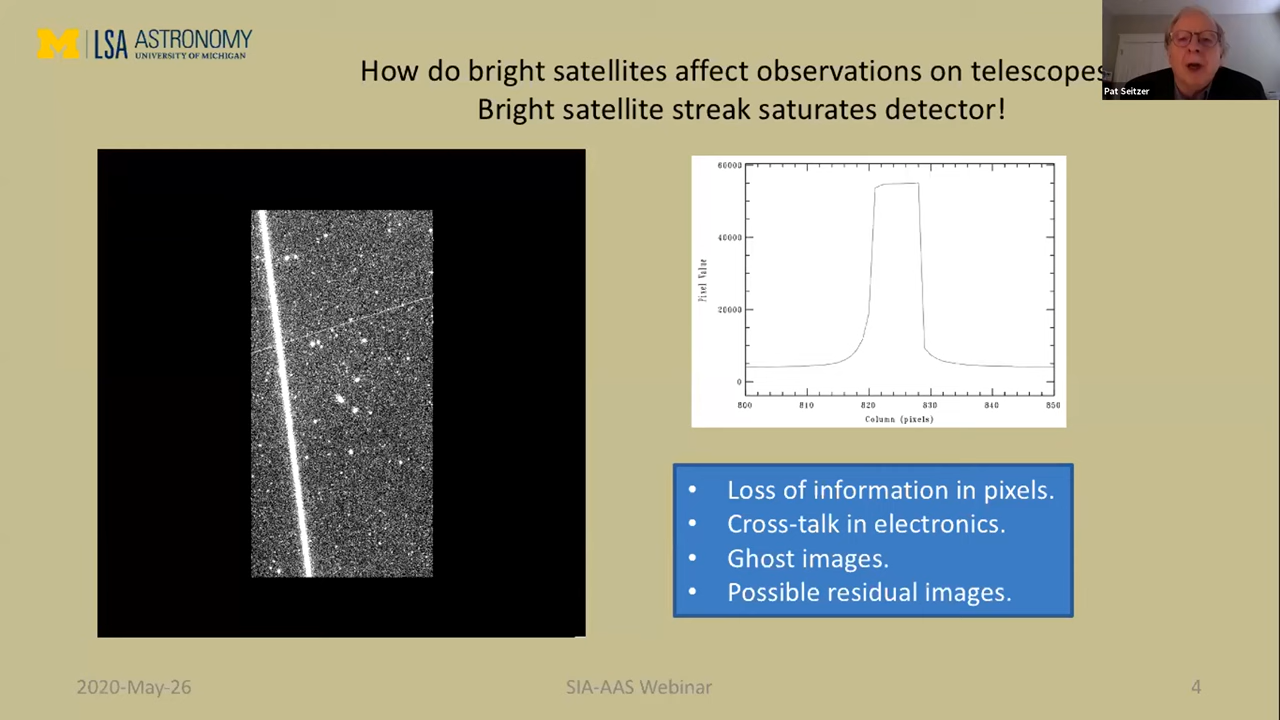 M | LSA ASTRONOMY
UNIVERSITY OF MICHIGAN
How do bright satellites affect observations on telescopes
Bright satellite streak saturates detector!
Pat Seitzer
60000
40000
20000
0
Pixel Value
800 810 820 830 840 850
Column (pixels)
• Loss of information in pixels.
• Cross-talk in electronics.
• Ghost images.
• Possible residual images.
2020-May-26
SIA-AAS Webinar
4